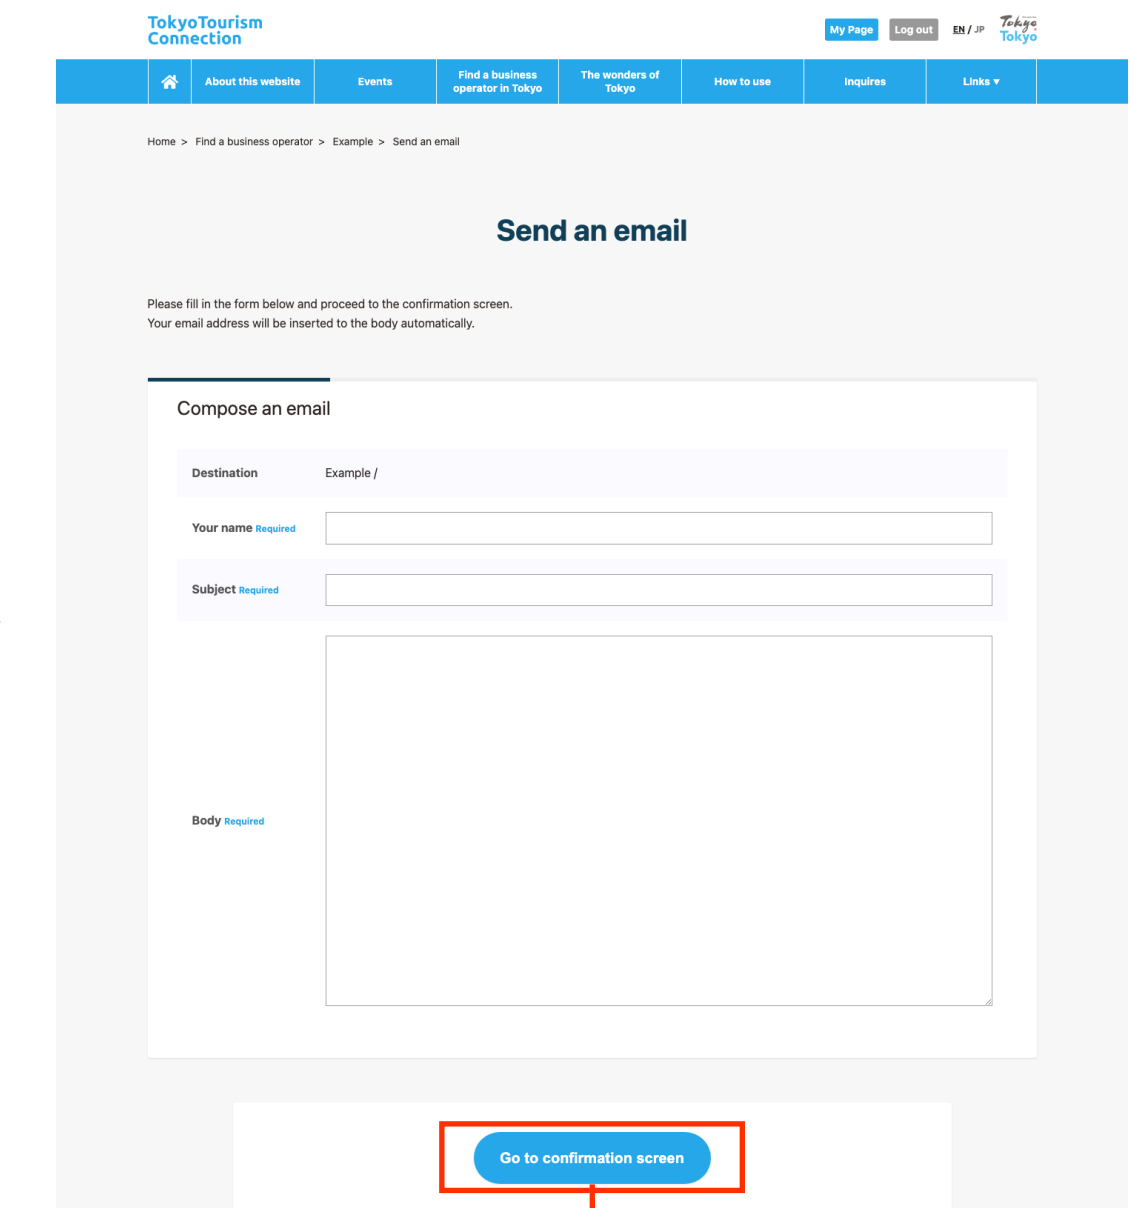 TokyoTourism
Connection
My Page
Log out
EN / JP
Tokyo
Tokyo
About this website
Events
Find a business
operator in Tokyo
The wonders of
Tokyo
How to use
Inquires
Links ▼
Home > Find a business operator > Example > Send an email
Send an email
Please fill in the form below and proceed to the confirmation screen.
Your email address will be inserted to the body automatically.
Compose an email
Destination
Example /
Your name Required
Subject Required
Body Required
Go to confirmation screen